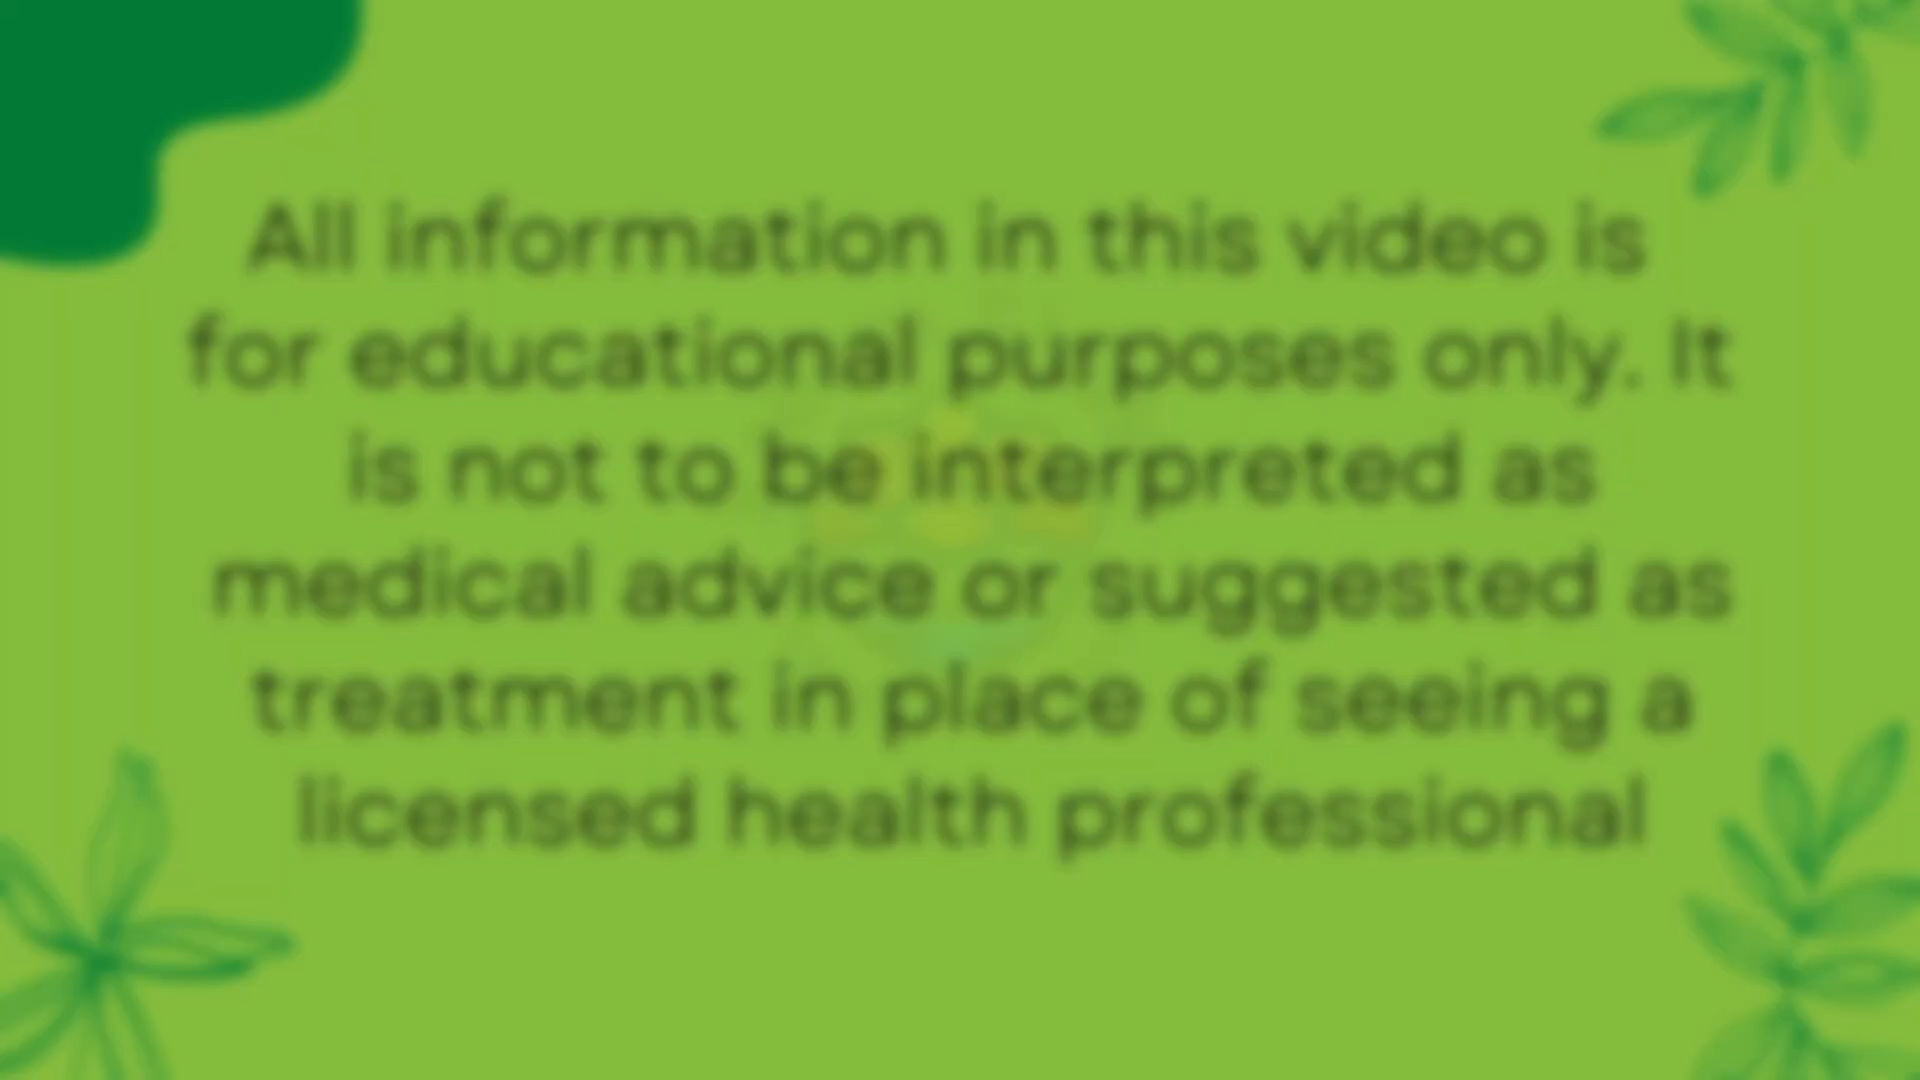 All information in this video is
for educational purposes only. It
is not to be interpreted as
medical advice or suggested as
treatment in place of seeing a
licensed health professional